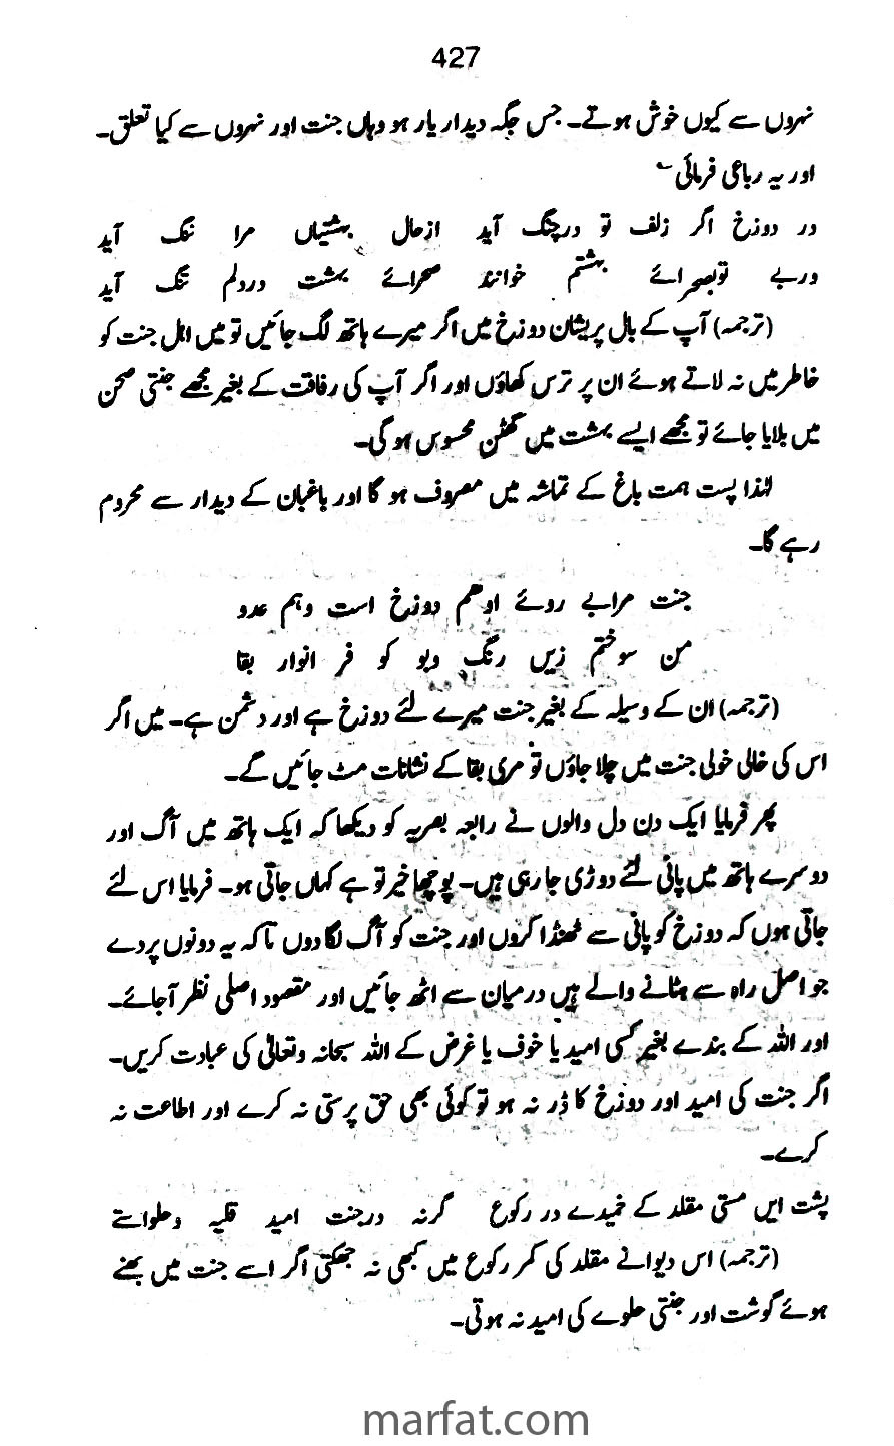 427
نہروں سے کیوں خوش ہوتے۔ جس جگہ دیدار یار ہو وہاں جنت اور نہروں سے کیا تعلق۔
اور یہ رباعی فرمائی ؎
در دوزخ اگر زلف تو درچنگ آید ازحال بہشتیاں مرا ننگ آید
وربے توبصحرائے بہشتم خوانند صحرائے بہشت دردلم تنگ آید
(ترجمہ) آپ کے بال پریشان دوزخ میں اگر میرے ہاتھ لگ جائیں تو میں اہل جنت کو
خاطر میں نہ لاتے ہوئے ان پر ترس کھاؤں اور اگر آپ کی رفاقت کے بغیر مجھے جنتی صحن
میں بلایا جائے تو مجھے ایسے بہشت میں گھٹن محسوس ہوگی۔
لہٰذا پست ہمت باغ کے تماشہ میں مصروف ہو گا اور باغبان کے دیدار سے محروم
رہے گا۔
جنت مرابے روئے اوھم دوزخ است وہم عدو
من سوختم زیں رنگ وبو کو فر انوار بقا
(ترجمہ) ان کے وسیلہ کے بغیر جنت میرے لئے دوزخ ہے اور دشمن ہے۔ میں اگر
اس کی خالی خولی جنت میں چلا جاؤں تو مری بقا کے نشانات مٹ جائیں گے۔
پھر فرمایا ایک دن دل والوں نے رابعہ بصریہ کو دیکھا کہ ایک ہاتھ میں آگ اور
دوسرے ہاتھ میں پانی لئے دوڑی جا رہی ہیں۔ پوچھا خیر تو ہے کہاں جاتی ہو۔ فرمایا اس لئے
جاتی ہوں کہ دوزخ کو پانی سے ٹھنڈا کروں اور جنت کو آگ لگا دوں تاکہ یہ دونوں پردے
جو اصل راہ سے ہٹانے والے ہیں درمیان سے اٹھ جائیں اور مقصود اصلی نظر آجائے۔
اور اللہ کے بندے بغیر کسی امید یا خوف یا غرض کے اللہ سبحانہ وتعالیٰ کی عبادت کریں۔
اگر جنت کی امید اور دوزخ کا ڈر نہ ہو تو کوئی بھی حق پرستی نہ کرے اور اطاعت نہ
کرے۔
پشت ایں مستی مقلد کے خمیدے در رکوع گرنہ درجنت امید قلیہ وحلواستے
(ترجمہ) اس دیوانے مقلد کی کمر رکوع میں کبھی نہ جھکتی اگر اسے جنت میں بھنے
ہوئے گوشت اور جنتی حلوے کی امید نہ ہوتی۔
marfat.com